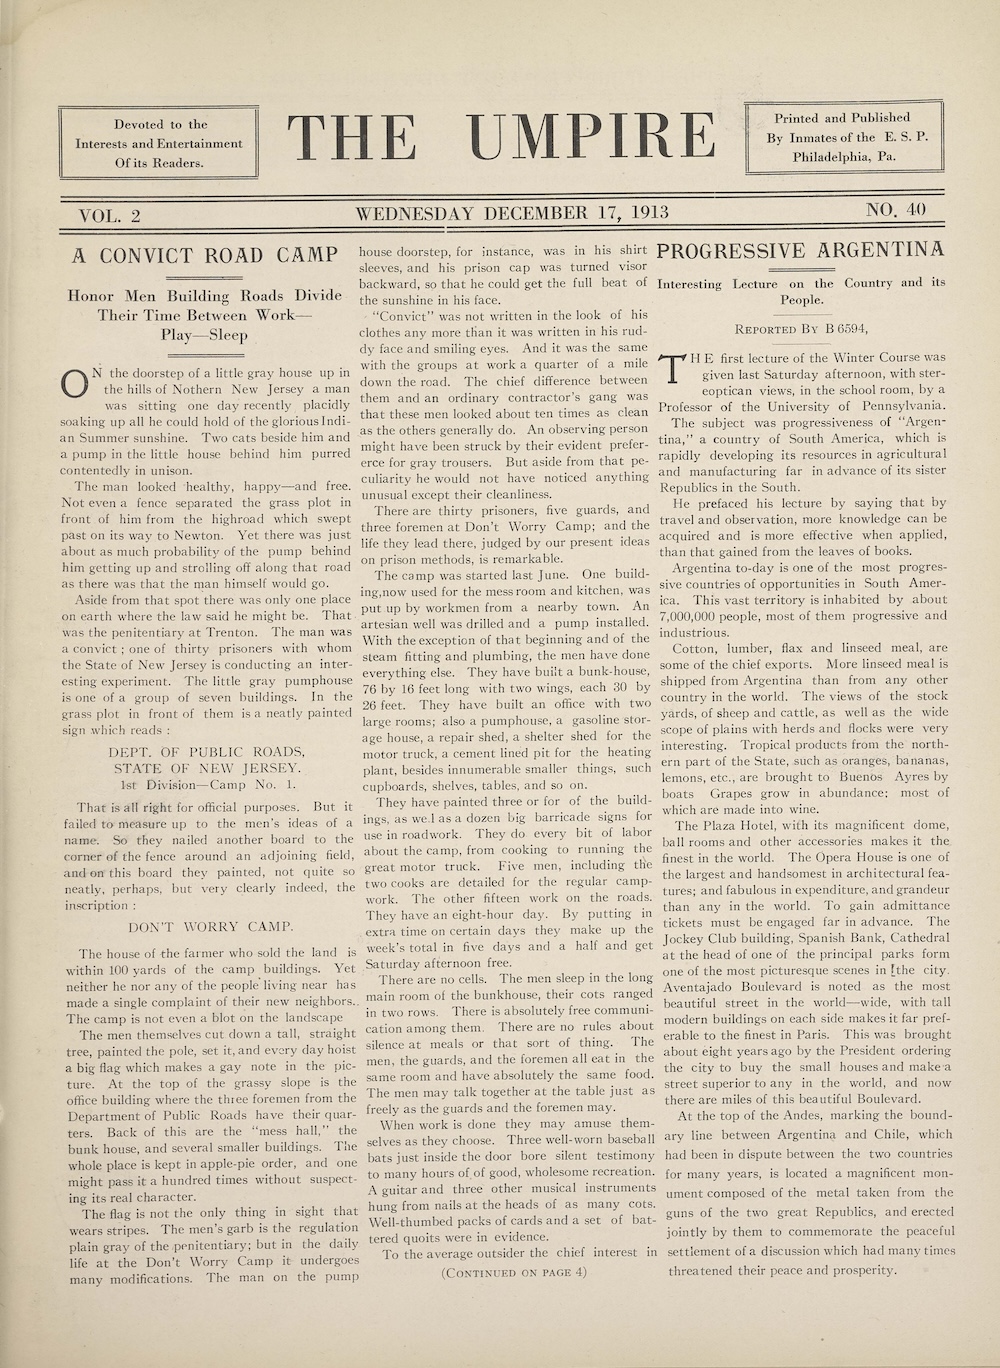 Devoted to the
Interests and Entertainment
Of its Readers.
THE UMPIRE
Printed and Published
By Inmates of the E. S. P.
Philadelphia, Pa.
VOL. 2
WEDNESDAY DECEMBER 17, 1913
NO. 40
A CONVICT ROAD CAMP
Honor Men Building Roads Divide
Their Time Between Work—
Play—Sleep
ON the doorstep of a little gray house up in
the hills of Nothern New Jersey a man
was sitting one day recently placidly
soaking up all he could hold of the glorious Indi-
an Summer sunshine. Two cats beside him and
a pump in the little house behind him purred
contentedly in unison.
The man looked healthy, happy—and free.
Not even a fence separated the grass plot in
front of him from the highroad which swept
past on its way to Newton. Yet there was just
about as much probability of the pump behind
him getting up and strolling off along that road
as there was that the man himself would go.
Aside from that spot there was only one place
on earth where the law said he might be. That
was the penitentiary at Trenton. The man was
a convict ; one of thirty prisoners with whom
the State of New Jersey is conducting an inter-
esting experiment. The little gray pumphouse
is one of a group of seven buildings. In the
grass plot in front of them is a neatly painted
sign which reads :
DEPT. OF PUBLIC ROADS,
STATE OF NEW JERSEY.
1st Division—Camp No. 1.
That is all right for official purposes. But it
failed to measure up to the men's ideas of a
name. So they nailed another board to the
corner of the fence around an adjoining field,
and on this board they painted, not quite so
neatly, perhaps, but very clearly indeed, the
inscription :
DON'T WORRY CAMP.
The house of the farmer who sold the land is
within 100 yards of the camp buildings. Yet
neither he nor any of the people living near has
made a single complaint of their new neighbors..
The camp is not even a blot on the landscape
The men themselves cut down a tall, straight
tree, painted the pole, set it, and every day hoist
a big flag which makes a gay note in the pic-
ture. At the top of the grassy slope is the
office building where the three foremen from the
Department of Public Roads have their quar-
ters. Back of this are the "mess hall," the
bunk house, and several smaller buildings. The
whole place is kept in apple-pie order, and one
might pass it a hundred times without suspect-
ing its real character.
The flag is not the only thing in sight that
wears stripes. The men's garb is the regulation
plain gray of the penitentiary; but in the daily
life at the Don't Worry Camp it undergoes
many modifications. The man on the pump
house doorstep, for instance, was in his shirt
sleeves, and his prison cap was turned visor
backward, so that he could get the full beat of
the sunshine in his face.
"Convict" was not written in the look of his
clothes any more than it was written in his rud-
dy face and smiling eyes. And it was the same
with the groups at work a quarter of a mile
down the road. The chief difference between
them and an ordinary contractor's gang was
that these men looked about ten times as clean
as the others generally do. An observing person
might have been struck by their evident prefer-
erce for gray trousers. But aside from that pe-
culiarity he would not have noticed anything
unusual except their cleanliness.
There are thirty prisoners, five guards, and
three foremen at Don't Worry Camp; and the
life they lead there, judged by our present ideas
on prison methods, is remarkable.
The camp was started last June. One build-
ing,now used for the mess room and kitchen, was
put up by workmen from a nearby town. An
artesian well was drilled and a pump installed.
With the exception of that beginning and of the
steam fitting and plumbing, the men have done
everything else. They have built a bunk-house,
76 by 16 feet long with two wings, each 30 by
26 feet. They have built an office with two
large rooms; also a pumphouse, a gasoline stor-
age house, a repair shed, a shelter shed for the
motor truck, a cement lined pit for the heating
plant, besides innumerable smaller things, such
cupboards, shelves, tables, and so on.
They have painted three or for of the build-
ings, as we.l as a dozen big barricade signs for
use in roadwork. They do every bit of labor
about the camp, from cooking to running the
great motor truck. Five men, including the
two cooks are detailed for the regular camp-
work. The other fifteen work on the roads.
They have an eight-hour day. By putting in
extra time on certain days they make up the
week's total in five days and a half and get
Saturday afternoon free.
There are no cells. The men sleep in the long
main room of the bunkhouse, their cots ranged
in two rows. There is absolutely free communi-
cation among them. There are no rules about
silence at meals or that sort of thing. The
men, the guards, and the foremen all eat in the
same room and have absolutely the same food.
The men may talk together at the table just as
freely as the guards and the foremen may.
When work is done they may amuse them-
selves as they choose. Three well-worn baseball
bats just inside the door bore silent testimony
to many hours of of good, wholesome recreation.
A guitar and three other musical instruments
hung from nails at the heads of as many cots.
Well-thumbed packs of cards and a set of bat-
tered quoits were in evidence.
To the average outsider the chief interest in
(CONTINUED ON PAGE 4)
PROGRESSIVE ARGENTINA
Interesting Lecture on the Country and its
People.
REPORTED BY B 6594,
THE first lecture of the Winter Course was
given last Saturday afternoon, with ster-
eoptican views, in the school room, by a
Professor of the University of Pennsylvania.
The subject was progressiveness of "Argen-
tina," a country of South America, which is
rapidly developing its resources in agricultural
and manufacturing far in advance of its sister
Republics in the South.
He prefaced his lecture by saying that by
travel and observation, more knowledge can be
acquired and is more effective when applied,
than that gained from the leaves of books.
Argentina to-day is one of the most progres-
sive countries of opportunities in South Amer-
ica. This vast territory is inhabited by about
7,000,000 people, most of them progressive and
industrious.
Cotton, lumber, flax and linseed meal, are
some of the chief exports. More linseed meal is
shipped from Argentina than from any other
country in the world. The views of the stock
yards, of sheep and cattle, as well as the wide
scope of plains with herds and flocks were very
interesting. Tropical products from the north-
ern part of the State, such as oranges, bananas,
lemons, etc., are brought to Buenos Ayres by
boats Grapes grow in abundance; most of
which are made into wine.
The Plaza Hotel, with its magnificent dome,
ball rooms and other accessories makes it the
finest in the world. The Opera House is one of
the largest and handsomest in architectural fea-
tures; and fabulous in expenditure, and grandeur
than any in the world. To gain admittance
tickets must be engaged far in advance. The
Jockey Club building, Spanish Bank, Cathedral
at the head of one of the principal parks form
one of the most picturesque scenes in [the city.
Aventajado Boulevard is noted as the most
beautiful street in the world—wide, with tall
modern buildings on each side makes it far pref-
erable to the finest in Paris. This was brought
about eight years ago by the President ordering
the city to buy the small houses and make a
street superior to any in the world, and now
there are miles of this beautiful Boulevard.
At the top of the Andes, marking the bound-
ary line between Argentina and Chile, which
had been in dispute between the two countries
for many years, is located a magnificent mon-
ument composed of the metal taken from the
guns of the two great Republics, and erected
jointly by them to commemorate the peaceful
settlement of a discussion which had many times
threatened their peace and prosperity.